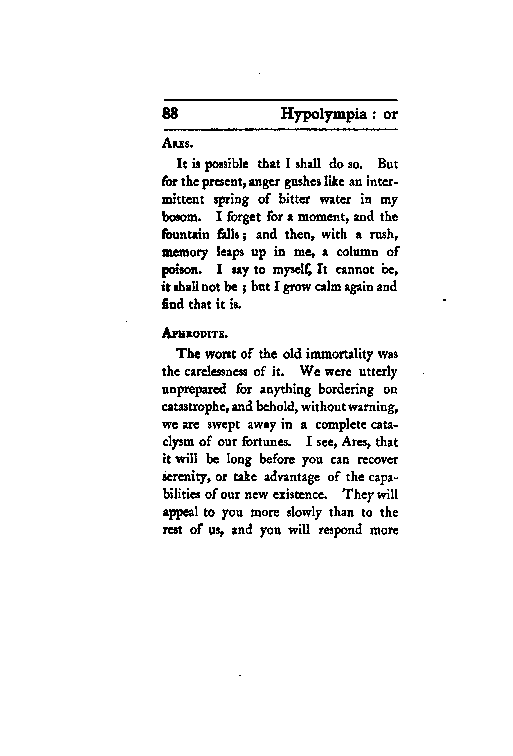 88 Hypolympia : or
Ares.
It is possible that I shall do so. But
for the present, anger gushes like an inter-
mittent spring of bitter water in my
bosom. I forget for a moment, and the
fountain falls ; and then, with a rush,
memory leaps up in me, a column of
poison. I say to myself, It cannot be,
it shall not be ; but I grow calm again and
find that it is.
Aphrodite.
The worst of the old immortality was
the carelessness of it. We were utterly
unprepared for anything bordering on
catastrophe, and behold, without warning,
we are swept away in a complete cata-
clysm of our fortunes. I see, Ares, that
it will be long before you can recover
serenity, or take advantage of the capa-
bilities of our new existence. They will
appeal to you more slowly than to the
rest of us, and you will respond more